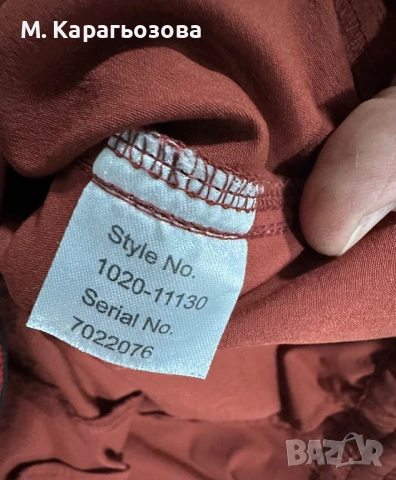 М. Карагьозова
Style No.
1020-11130
Serial No.
7022076
BAZAR